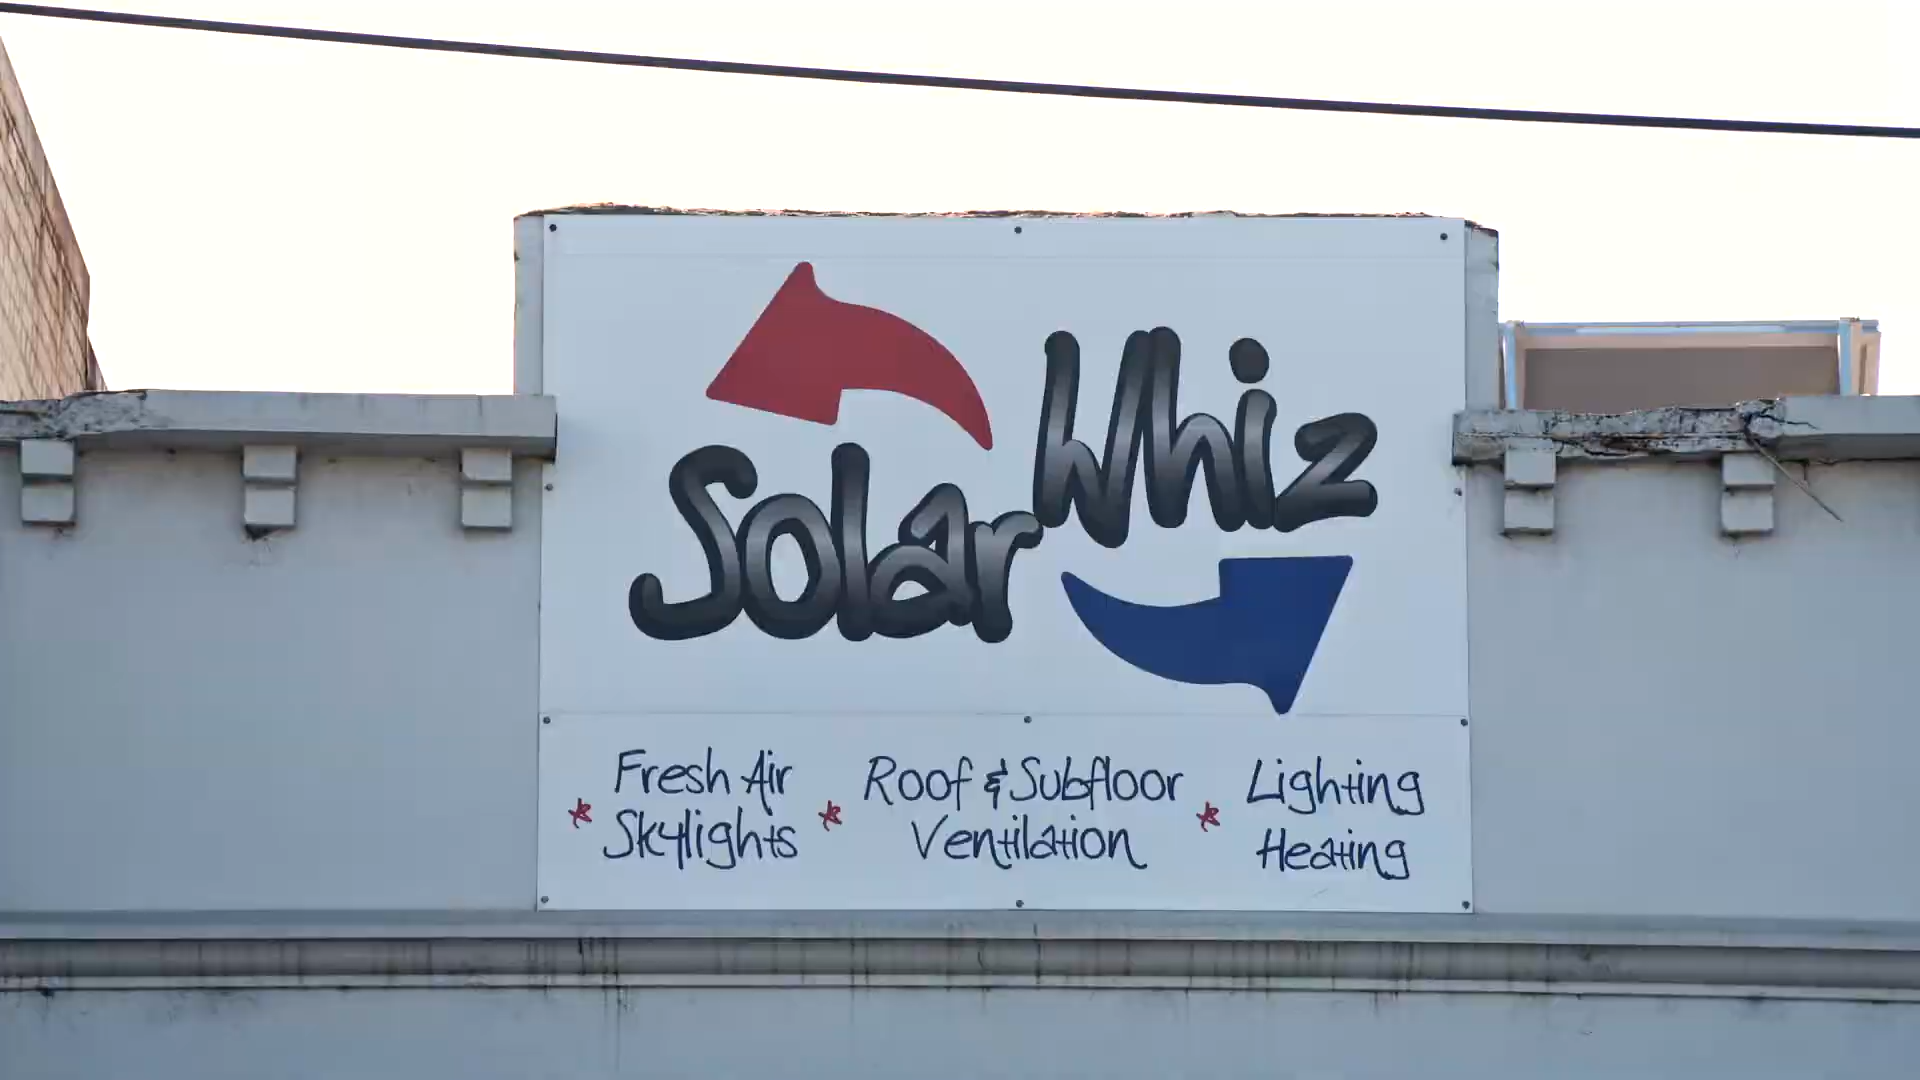 Solar Whiz
Fresh Air
Skylights
Roof & Subfloor
Ventilation
Lighting
Heating